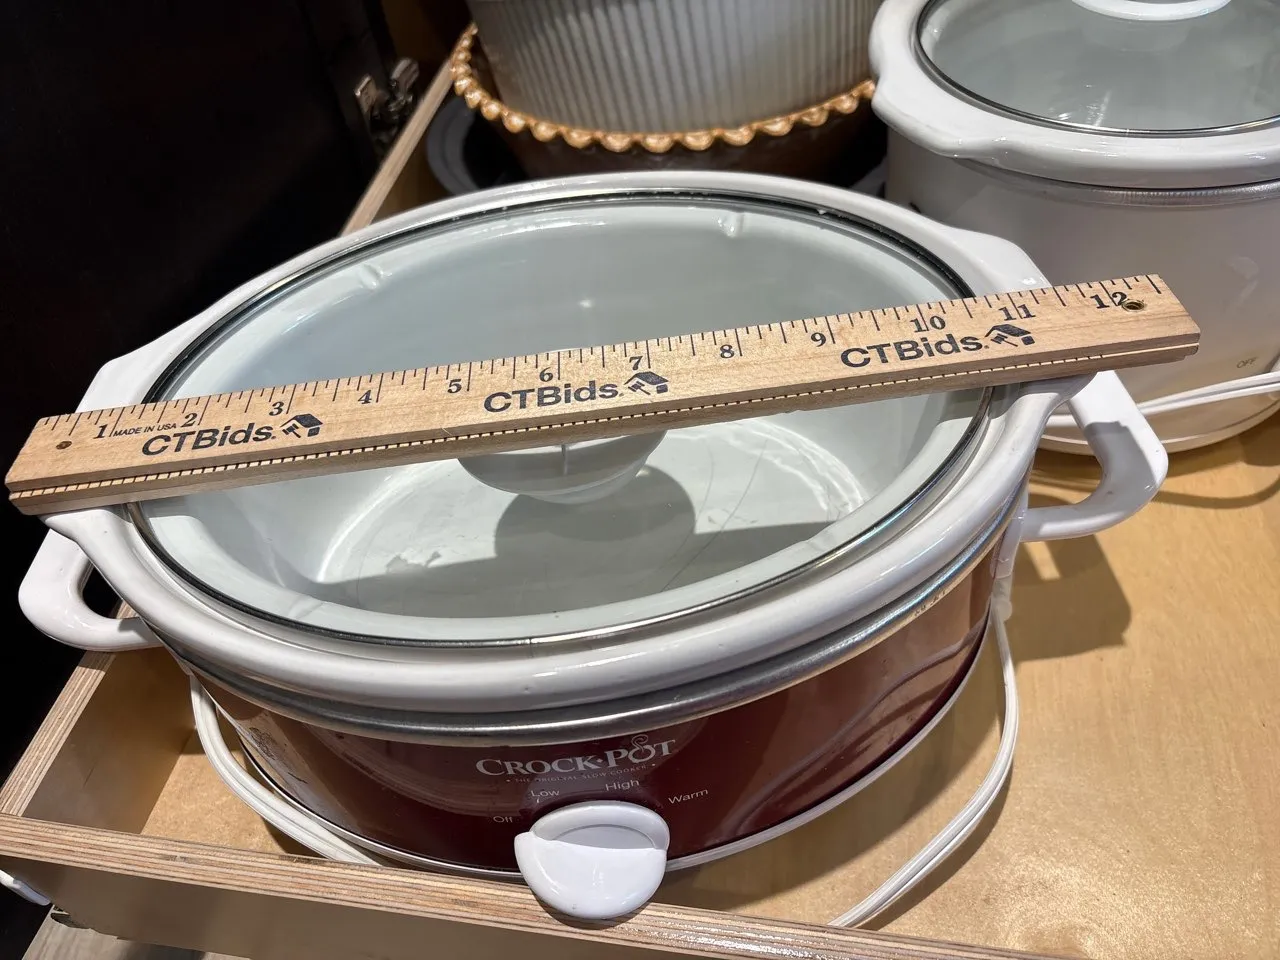 1 2 3 4 5 6 7 8 9 10 11 12
MADE IN USA
CTBids. CTBids. CTBids.
CROCK·POT
• THE ORIGINAL SLOW COOKER •
Low High
Off Warm
OFF